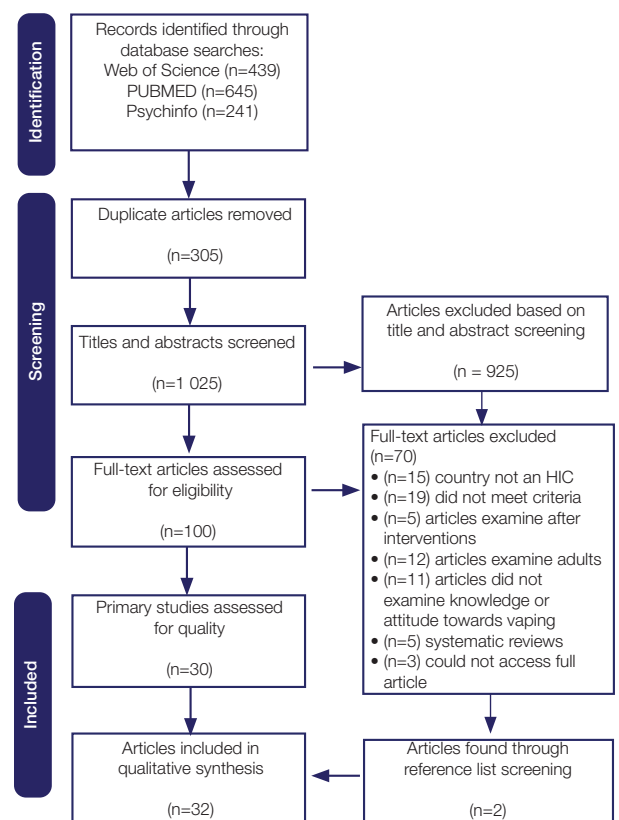 Identification
Records identified through
database searches:
Web of Science (n=439)
PUBMED (n=645)
Psychinfo (n=241)
Screening
Duplicate articles removed
(n=305)
Titles and abstracts screened
(n=1 025)
Articles excluded based on
title and abstract screening
(n = 925)
Full-text articles assessed
for eligibility
(n=100)
Full-text articles excluded
(n=70)
• (n=15) country not an HIC
• (n=19) did not meet criteria
• (n=5) articles examine after
interventions
• (n=12) articles examine adults
• (n=11) articles did not
examine knowledge or
attitude towards vaping
• (n=5) systematic reviews
• (n=3) could not access full
article
Included
Primary studies assessed
for quality
(n=30)
Articles included in
qualitative synthesis
(n=32)
Articles found through
reference list screening
(n=2)